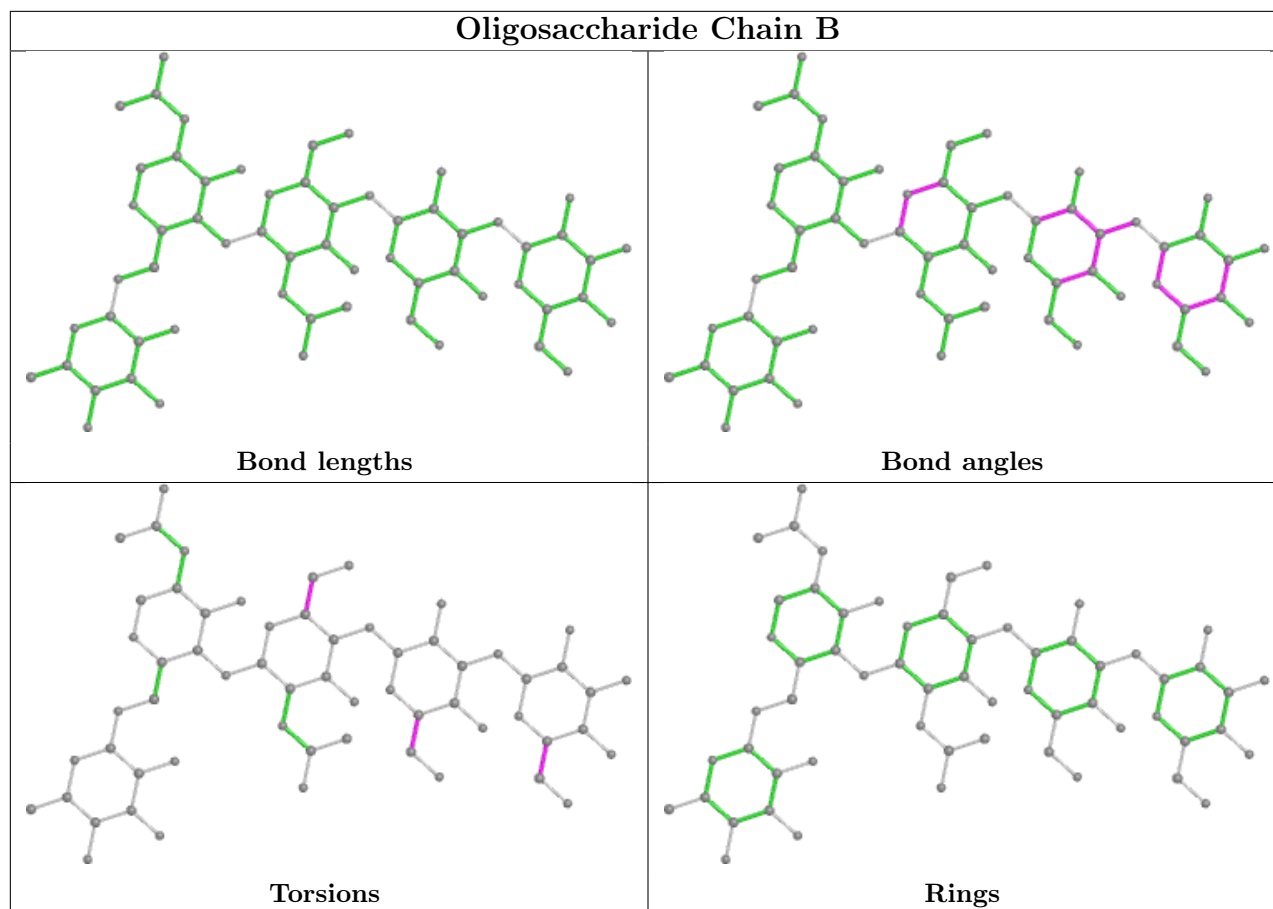 Oligosaccharide Chain B
Bond lengths
Bond angles
Torsions
Rings